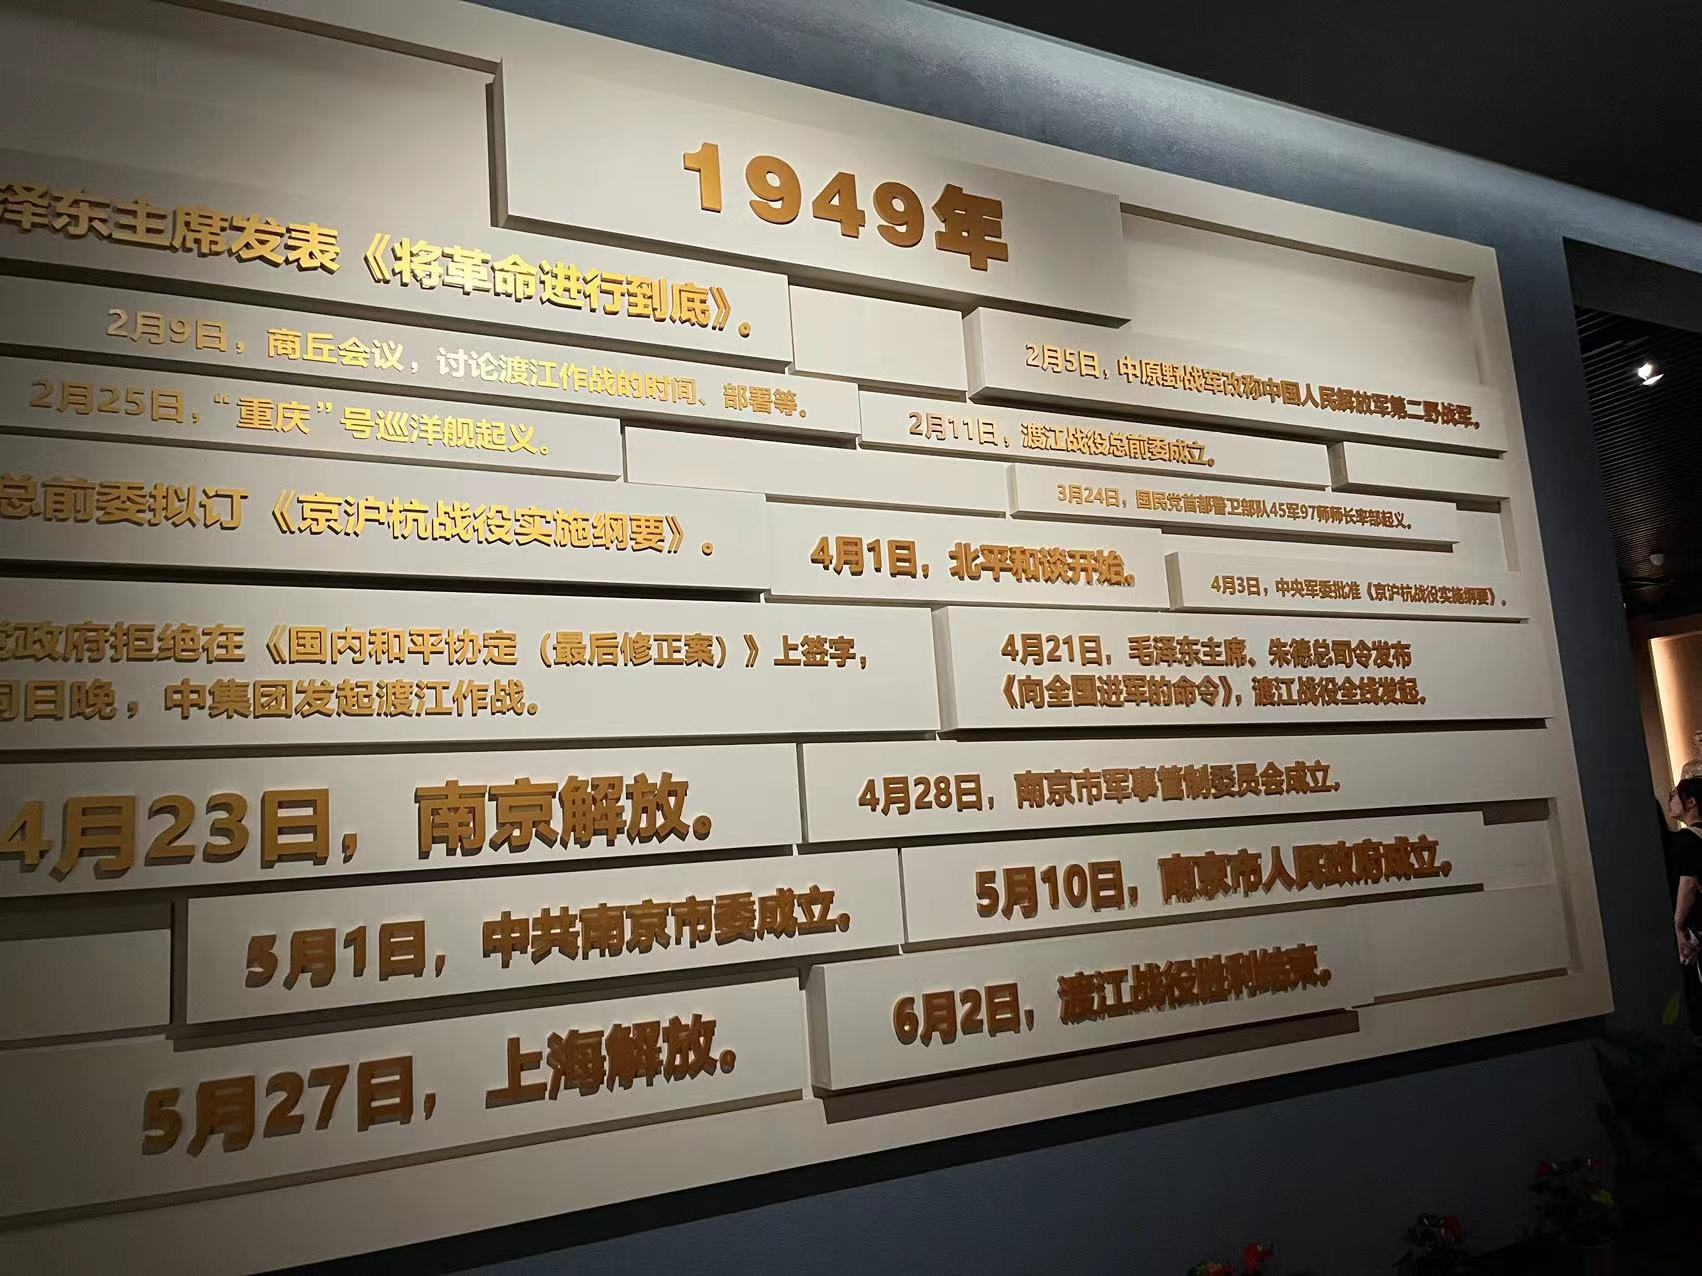 1949年
泽东主席发表《将革命进行到底》。
2月5日，中原野战军改称中国人民解放军第二野战军。
2月9日，商丘会议，讨论渡江作战的时间、部署等。
2月11日，渡江战役总前委成立。
2月25日，“重庆”号巡洋舰起义。
3月24日，国民党首都警卫部队45军97师师长率部起义。
总前委拟订《京沪杭战役实施纲要》。
4月1日，北平和谈开始。
4月3日，中央军委批准《京沪杭战役实施纲要》。
党政府拒绝在《国内和平协定（最后修正案）》上签字，
同日晚，中集团发起渡江作战。
4月21日，毛泽东主席、朱德总司令发布
《向全国进军的命令》，渡江战役全线发起。
4月23日，南京解放。
4月28日，南京市军事管制委员会成立。
5月1日，中共南京市委成立。
5月10日，南京市人民政府成立。
5月27日，上海解放。
6月2日，渡江战役胜利结束。